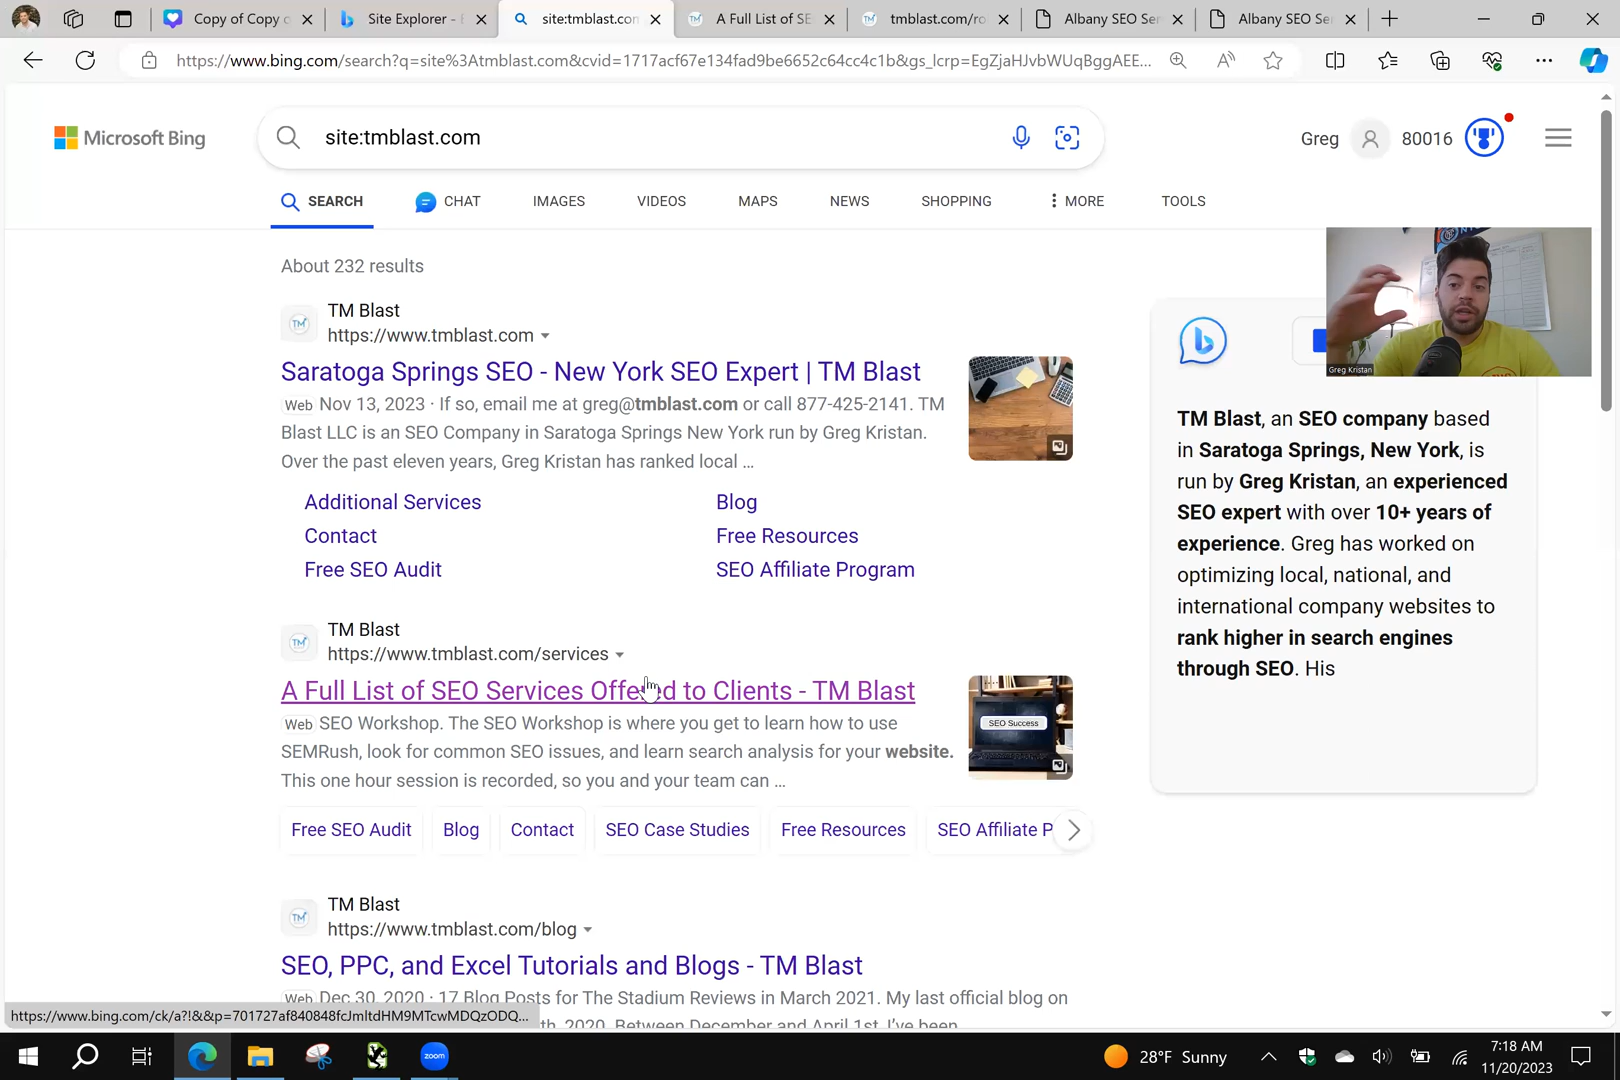 Copy of Copy o
Site Explorer - B
site:tmblast.com
A Full List of SE
tmblast.com/ro
Albany SEO Ser
Albany SEO Ser
https://www.bing.com/search?q=site%3Atmblast.com&cvid=1717acf67e134fad9be6652c64cc4c1b&gs_lcrp=EgZjaHJvbWUqBggAEE...
Microsoft Bing
site:tmblast.com
Greg
80016
SEARCH
CHAT
IMAGES
VIDEOS
MAPS
NEWS
SHOPPING
MORE
TOOLS
About 232 results
TM Blast
https://www.tmblast.com
Saratoga Springs SEO - New York SEO Expert | TM Blast
Web Nov 13, 2023 · If so, email me at greg@tmblast.com or call 877-425-2141. TM
Blast LLC is an SEO Company in Saratoga Springs New York run by Greg Kristan.
Over the past eleven years, Greg Kristan has ranked local ...
Additional Services
Blog
Contact
Free Resources
Free SEO Audit
SEO Affiliate Program
TM Blast
https://www.tmblast.com/services
A Full List of SEO Services Offered to Clients - TM Blast
Web SEO Workshop. The SEO Workshop is where you get to learn how to use
SEMRush, look for common SEO issues, and learn search analysis for your website.
This one hour session is recorded, so you and your team can ...
SEO Success
Free SEO Audit
Blog
Contact
SEO Case Studies
Free Resources
SEO Affiliate P
TM Blast
https://www.tmblast.com/blog
SEO, PPC, and Excel Tutorials and Blogs - TM Blast
Web Dec 30, 2020 · 17 Blog Posts for The Stadium Reviews in March 2021. My last official blog on
th, 2020. Between December and April 1st, I've been
Greg Kristan
TM Blast, an SEO company based
in Saratoga Springs, New York, is
run by Greg Kristan, an experienced
SEO expert with over 10+ years of
experience. Greg has worked on
optimizing local, national, and
international company websites to
rank higher in search engines
through SEO. His
https://www.bing.com/ck/a?!&&p=701727af840848fcJmltdHM9MTcwMDQzODQ...
zoom
28°F Sunny
7:18 AM
11/20/2023